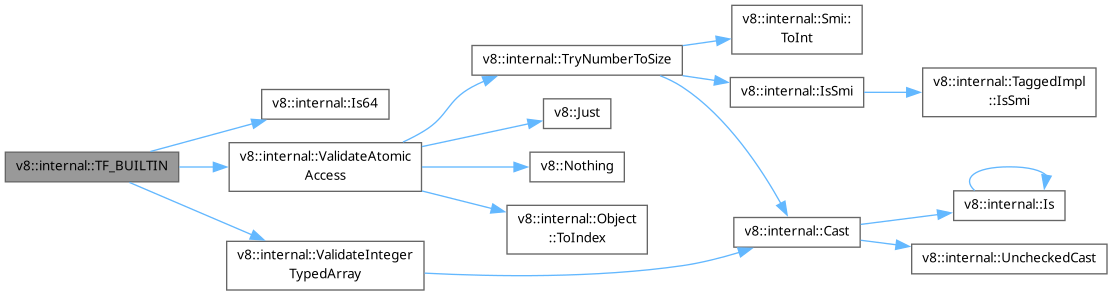 v8::internal::TF_BUILTIN
v8::internal::Is64
v8::internal::ValidateAtomic
Access
v8::internal::ValidateInteger
TypedArray
v8::internal::TryNumberToSize
v8::Just
v8::Nothing
v8::internal::Object
::ToIndex
v8::internal::Smi::
ToInt
v8::internal::IsSmi
v8::internal::Cast
v8::internal::TaggedImpl
::IsSmi
v8::internal::Is
v8::internal::UncheckedCast